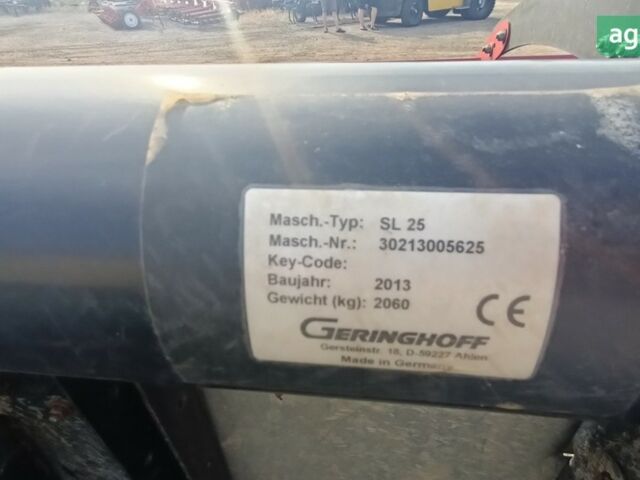 ag
Masch.-Typ: SL 25
Masch.-Nr.: 30213005625
Key-Code:
Baujahr: 2013
Gewicht (kg): 2060
CE
GERINGHOFF
Gersteinstr. 18, D-59227 Ahlen
Made in Germany